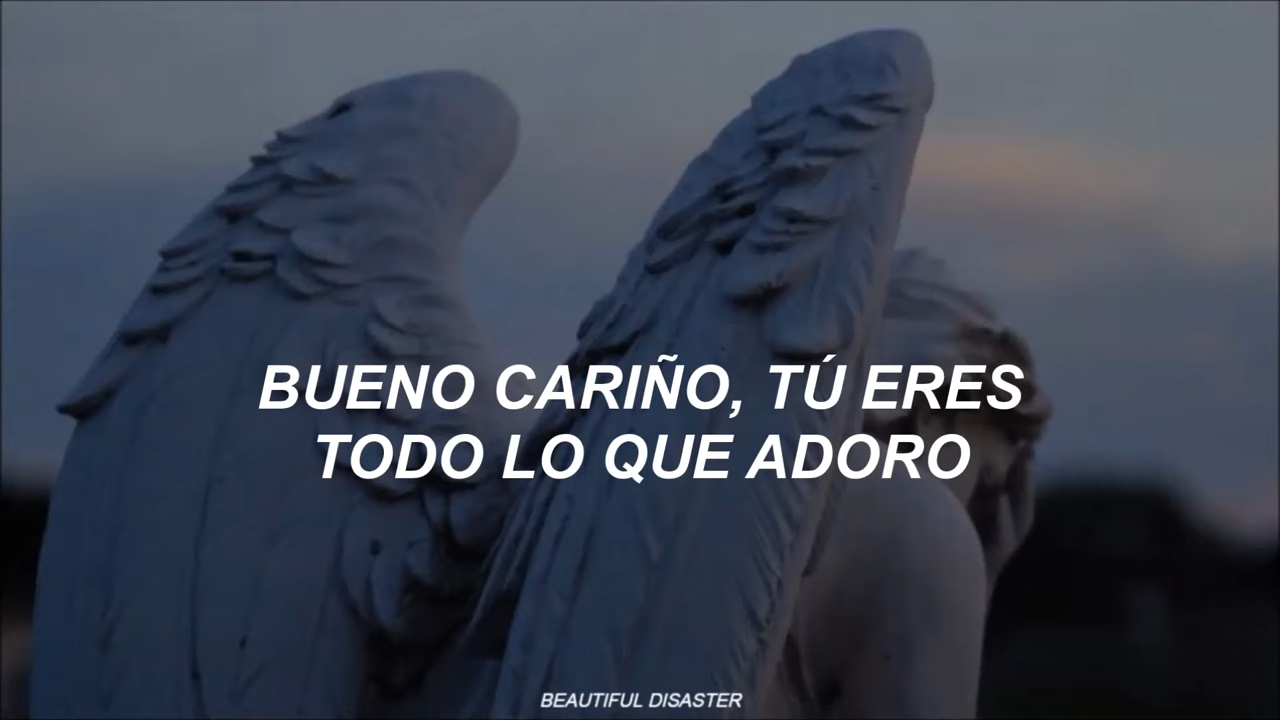 BUENO CARIÑO, TÚ ERES
TODO LO QUE ADORO
BEAUTIFUL DISASTER